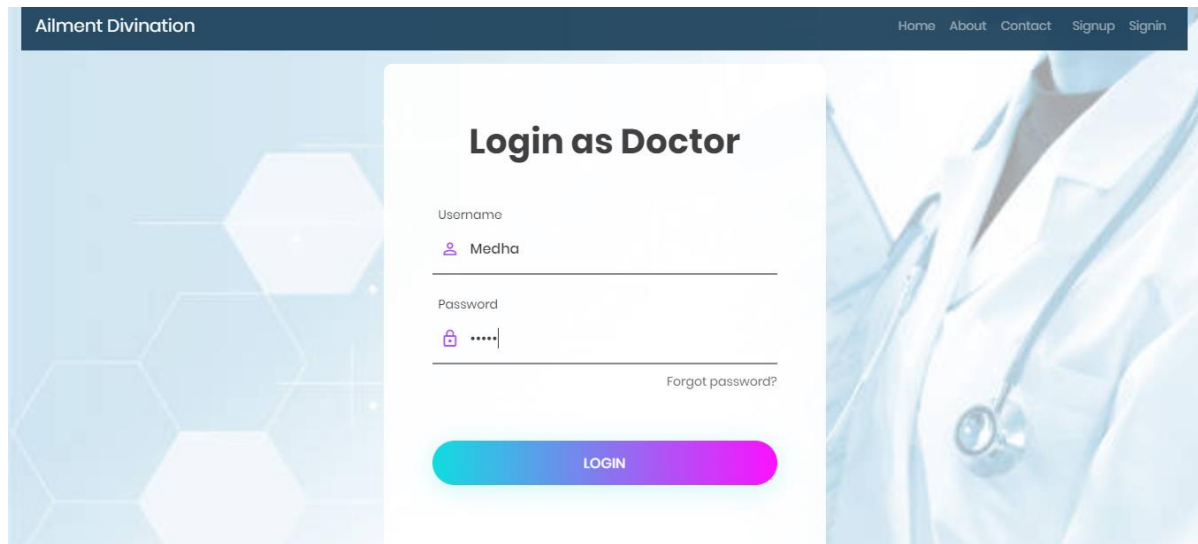 Ailment Divination
Home About Contact Signup Signin
Login as Doctor
Username
Medha
Password
•••••
Forgot password?
LOGIN